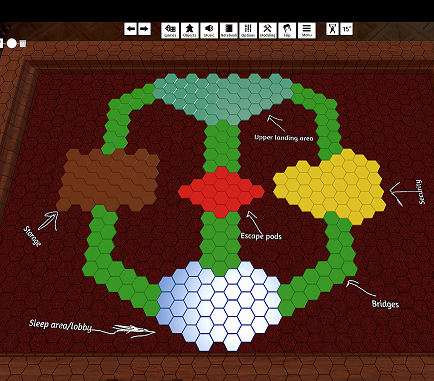 Games
Objects
Music
Notebook
Options
Modding
Flip
Menu
15°
Upper landing area
Storage
Security
Escape pods
Sleep area/lobby
Bridges